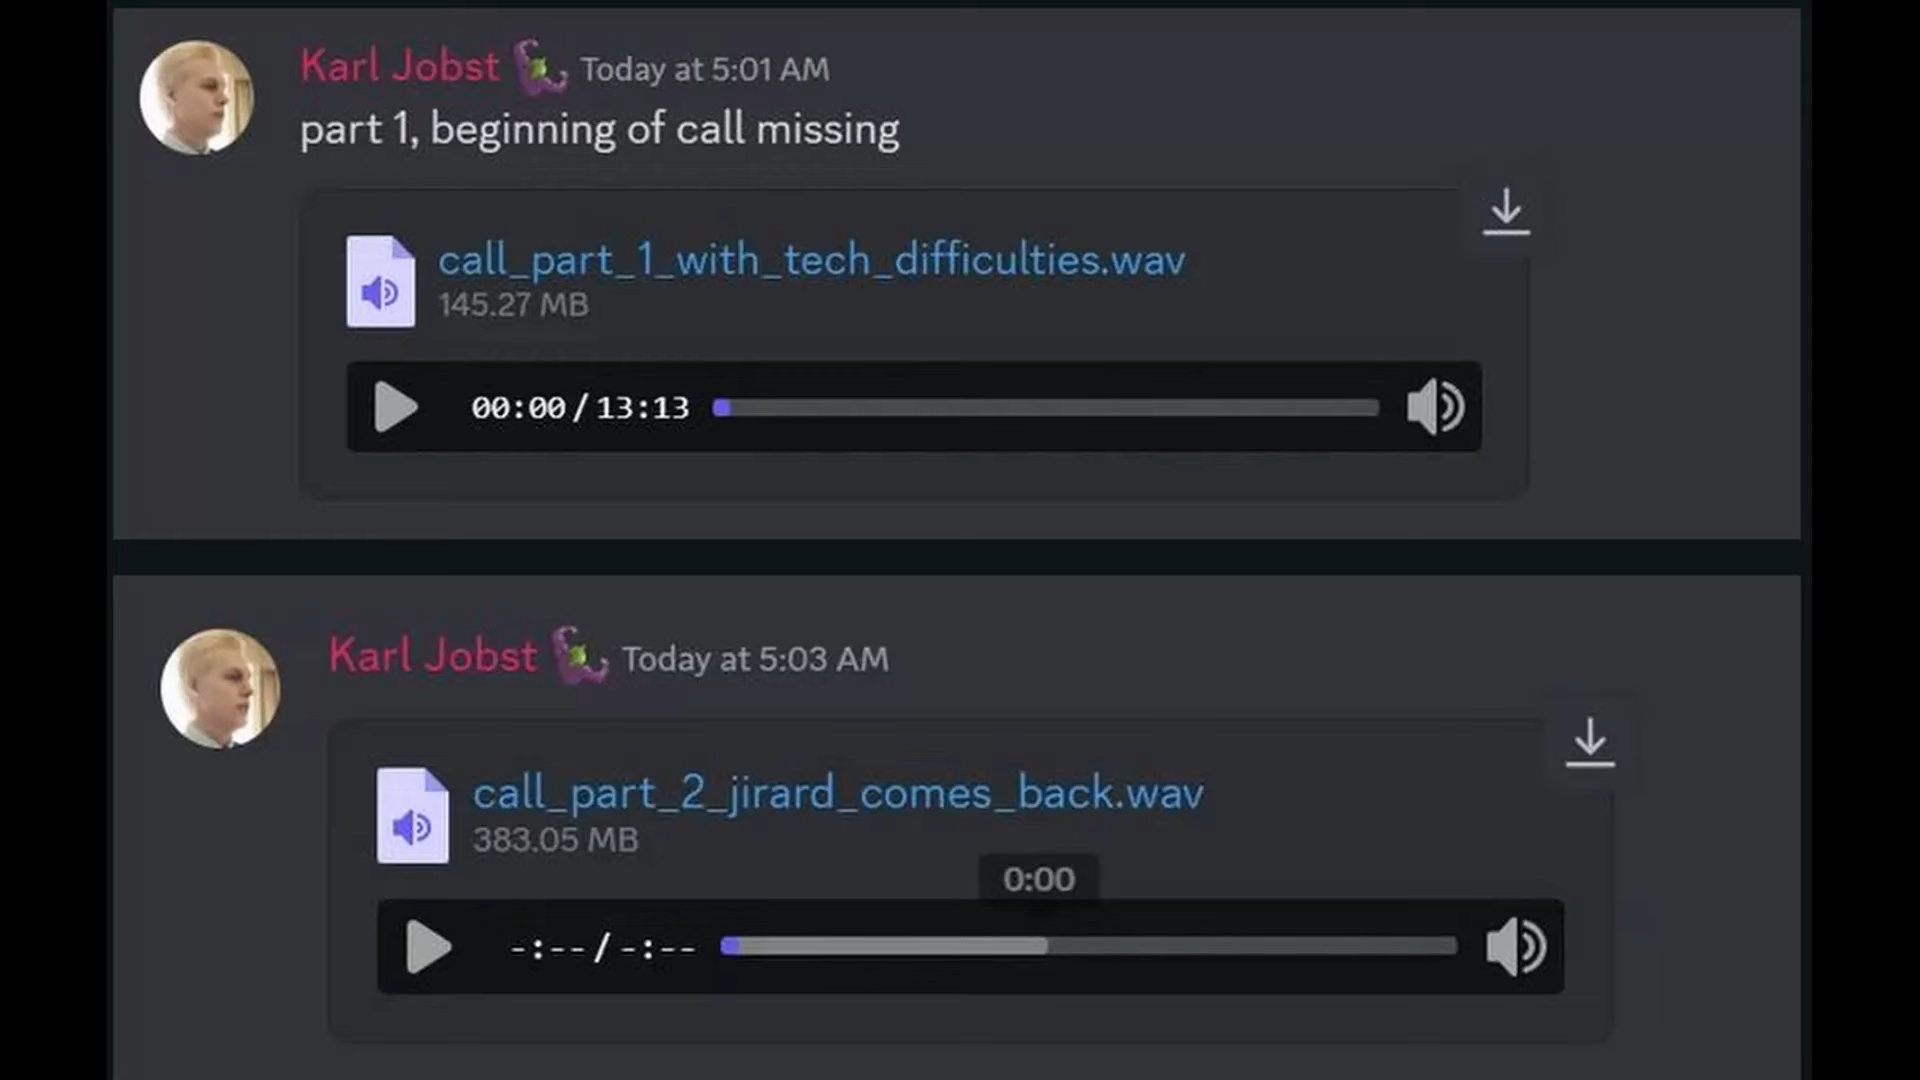 Karl Jobst Today at 5:01 AM
part 1, beginning of call missing
call_part_1_with_tech_difficulties.wav
145.27 MB
00:00 / 13:13
Karl Jobst Today at 5:03 AM
call_part_2_jirard_comes_back.wav
383.05 MB
0:00
-:-- / -:--